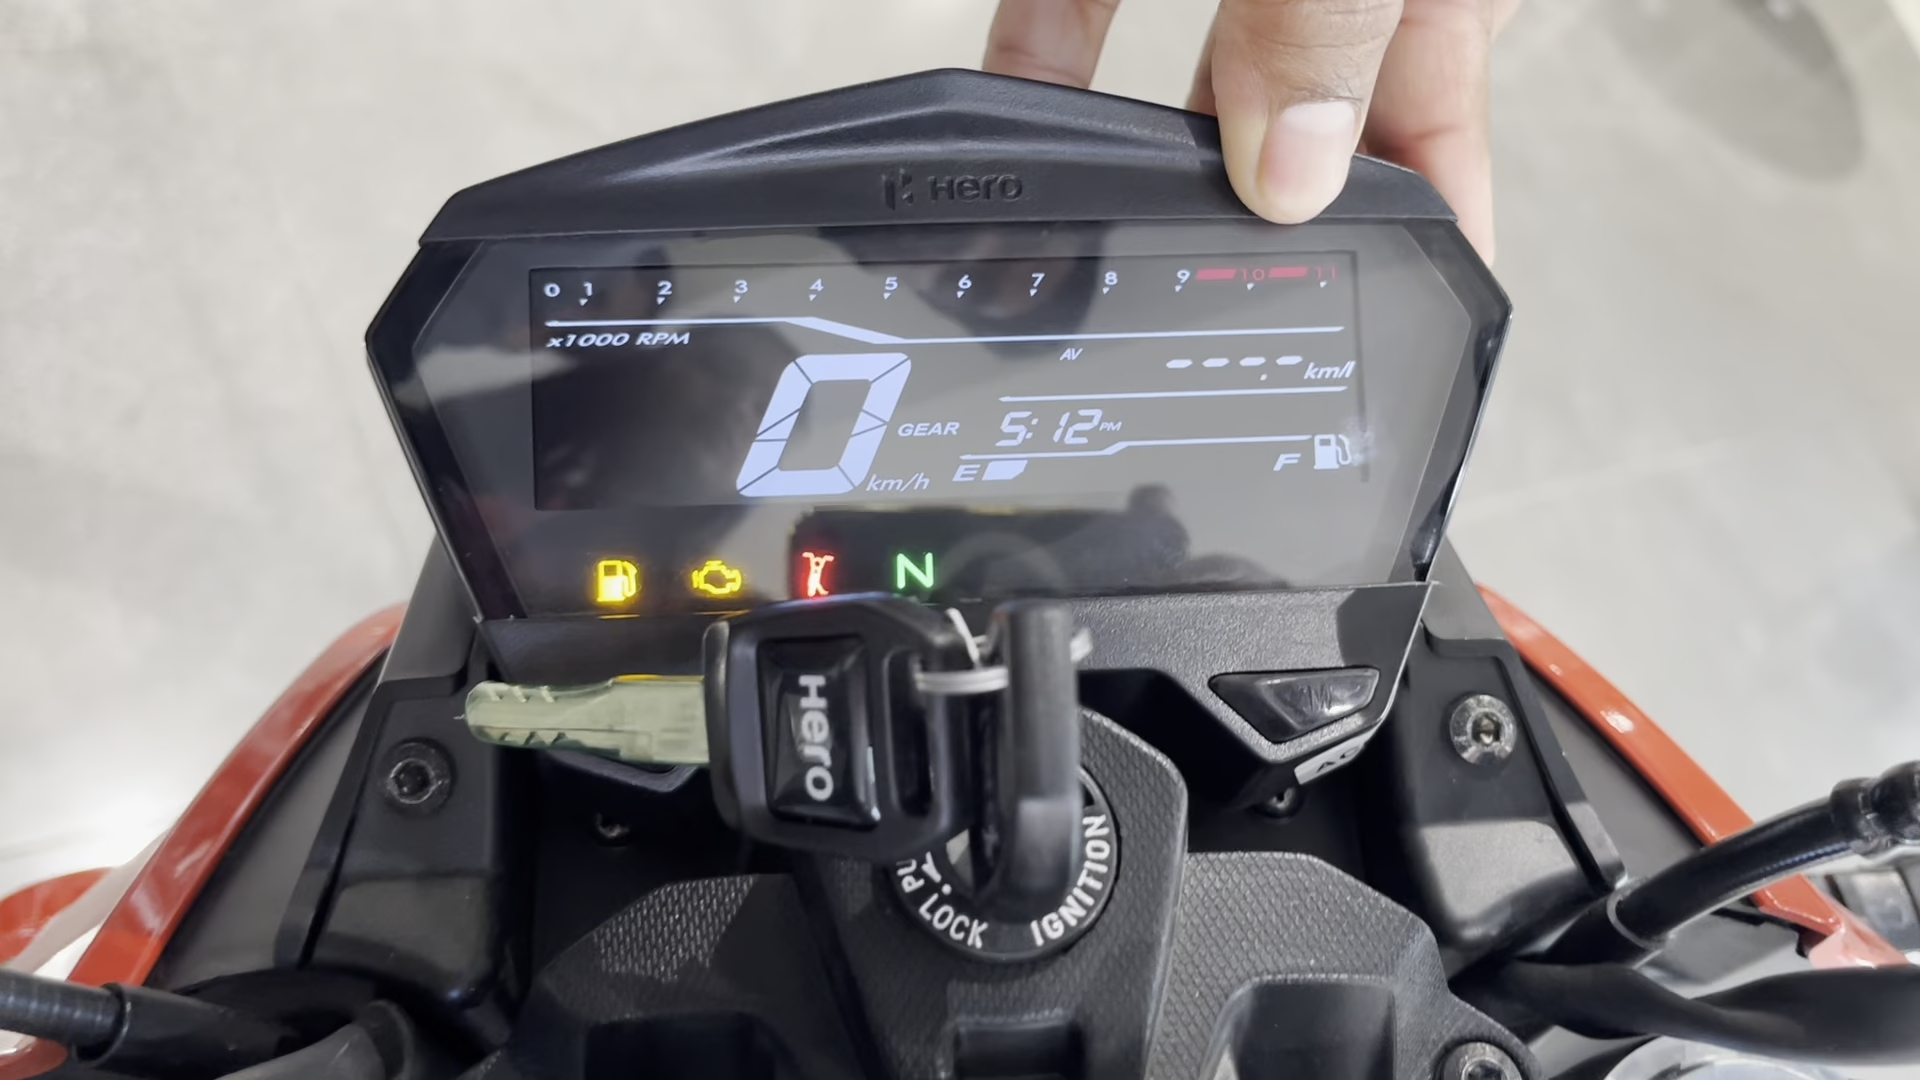 Hero
0 1 2 3 4 5 6 7 8 9 10 11
x1000 RPM
AV
----.km/l
0
GEAR
5:12 PM
km/h
E
F
N
Hero
LOCK
IGNITION